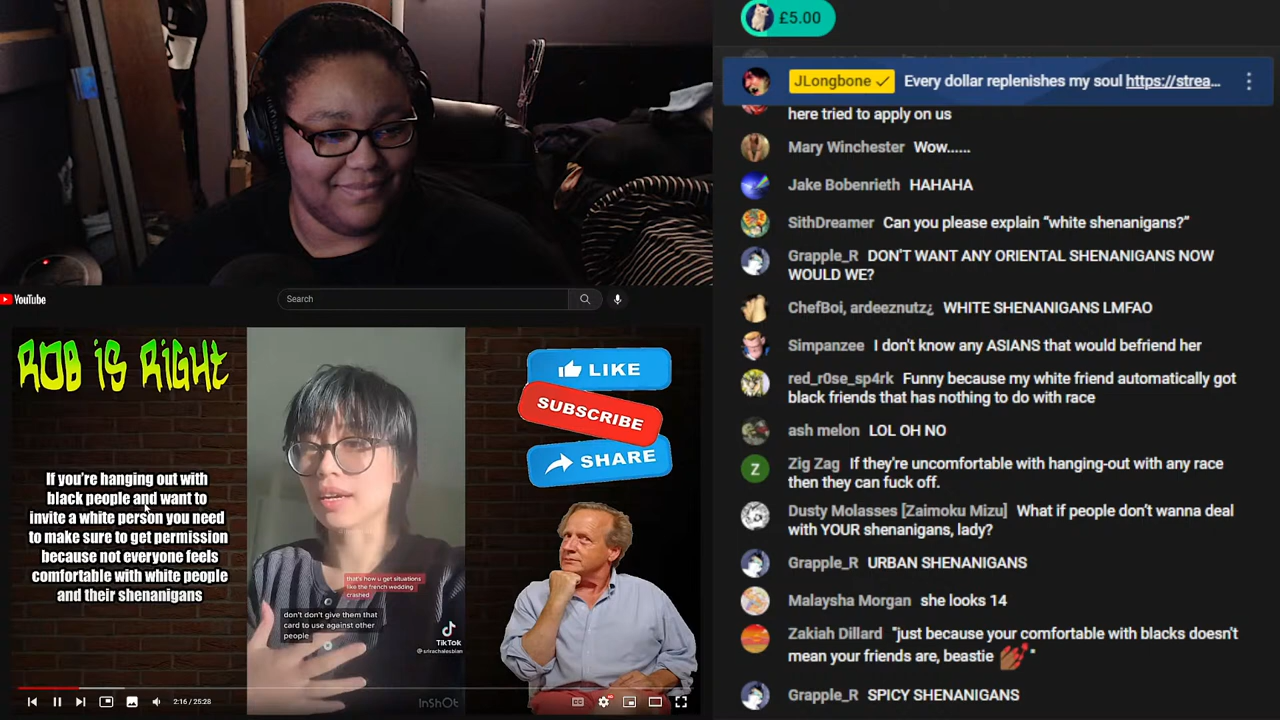 £5.00
JLongbone Every dollar replenishes my soul https://strea...
here tried to apply on us
Mary Winchester Wow......
Jake Bobenrieth HAHAHA
SithDreamer Can you please explain “white shenanigans?”
Grapple_R DON'T WANT ANY ORIENTAL SHENANIGANS NOW
WOULD WE?
ChefBoi, ardeeznutz¿ WHITE SHENANIGANS LMFAO
Simpanzee I don't know any ASIANS that would befriend her
red_r0se_sp4rk Funny because my white friend automatically got
black friends that has nothing to do with race
ash melon LOL OH NO
Z Zig Zag If they're uncomfortable with hanging-out with any race
then they can fuck off.
Dusty Molasses [Zaimoku Mizu] What if people don’t wanna deal
with YOUR shenanigans, lady?
Grapple_R URBAN SHENANIGANS
Malaysha Morgan she looks 14
Zakiah Dillard "just because your comfortable with blacks doesn't
mean your friends are, beastie "
Grapple_R SPICY SHENANIGANS
YouTube
Search
ROB iS RiGHT
If you're hanging out with
black people and want to
invite a white person you need
to make sure to get permission
because not everyone feels
comfortable with white people
and their shenanigans
that's how u get situations
like the french wedding
crashed
don't don't give them that
card to use against other
people
TikTok
@srirachalesbian
LIKE
SUBSCRIBE
SHARE
2:16 / 25:28
InShOt